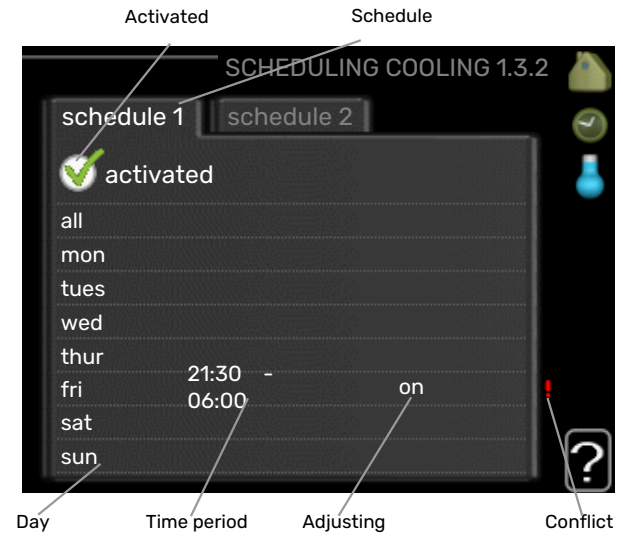 Activated
Schedule
SCHEDULING COOLING 1.3.2
schedule 1
schedule 2
activated
all
mon
tues
wed
thur
fri
21:30 -
06:00
on
!
sat
sun
?
Day
Time period
Adjusting
Conflict